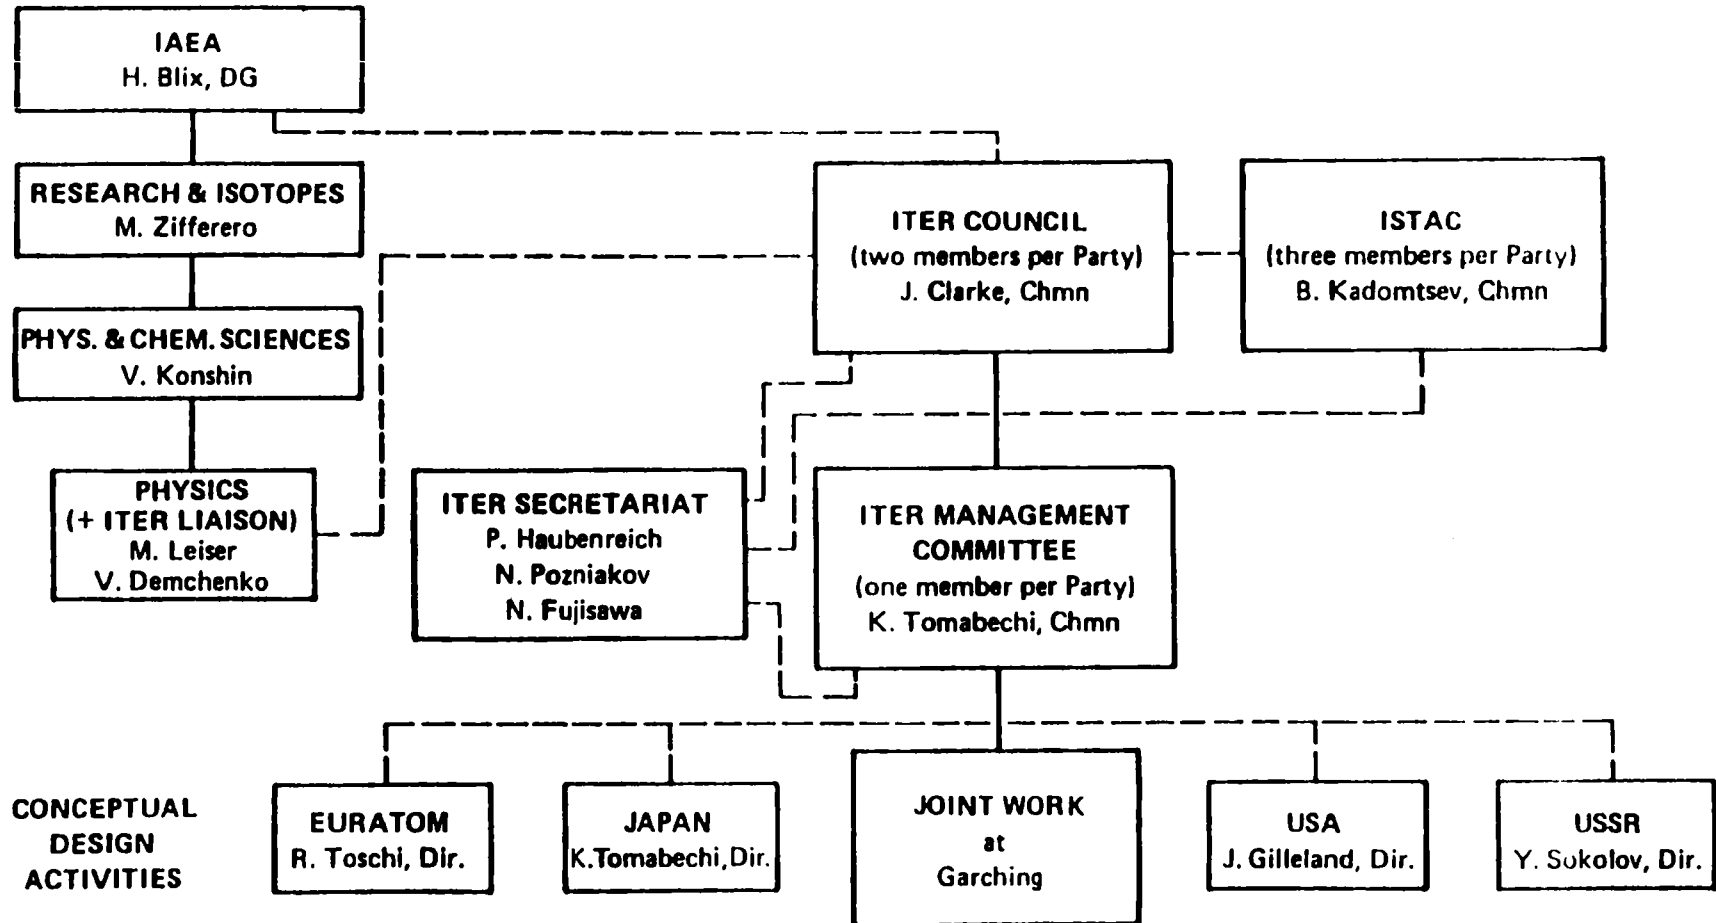 IAEA
H. Blix, DG
RESEARCH & ISOTOPES
M. Zifferero
PHYS. & CHEM. SCIENCES
V. Konshin
PHYSICS
(+ ITER LIAISON)
M. Leiser
V. Demchenko
ITER COUNCIL
(two members per Party)
J. Clarke, Chmn
ISTAC
(three members per Party)
B. Kadomtsev, Chmn
ITER SECRETARIAT
P. Haubenreich
N. Pozniakov
N. Fujisawa
ITER MANAGEMENT
COMMITTEE
(one member per Party)
K. Tomabechi, Chmn
CONCEPTUAL
DESIGN
ACTIVITIES
EURATOM
R. Toschi, Dir.
JAPAN
K.Tomabechi,Dir.
JOINT WORK
at
Garching
USA
J. Gilleland, Dir.
USSR
Y. Sokolov, Dir.